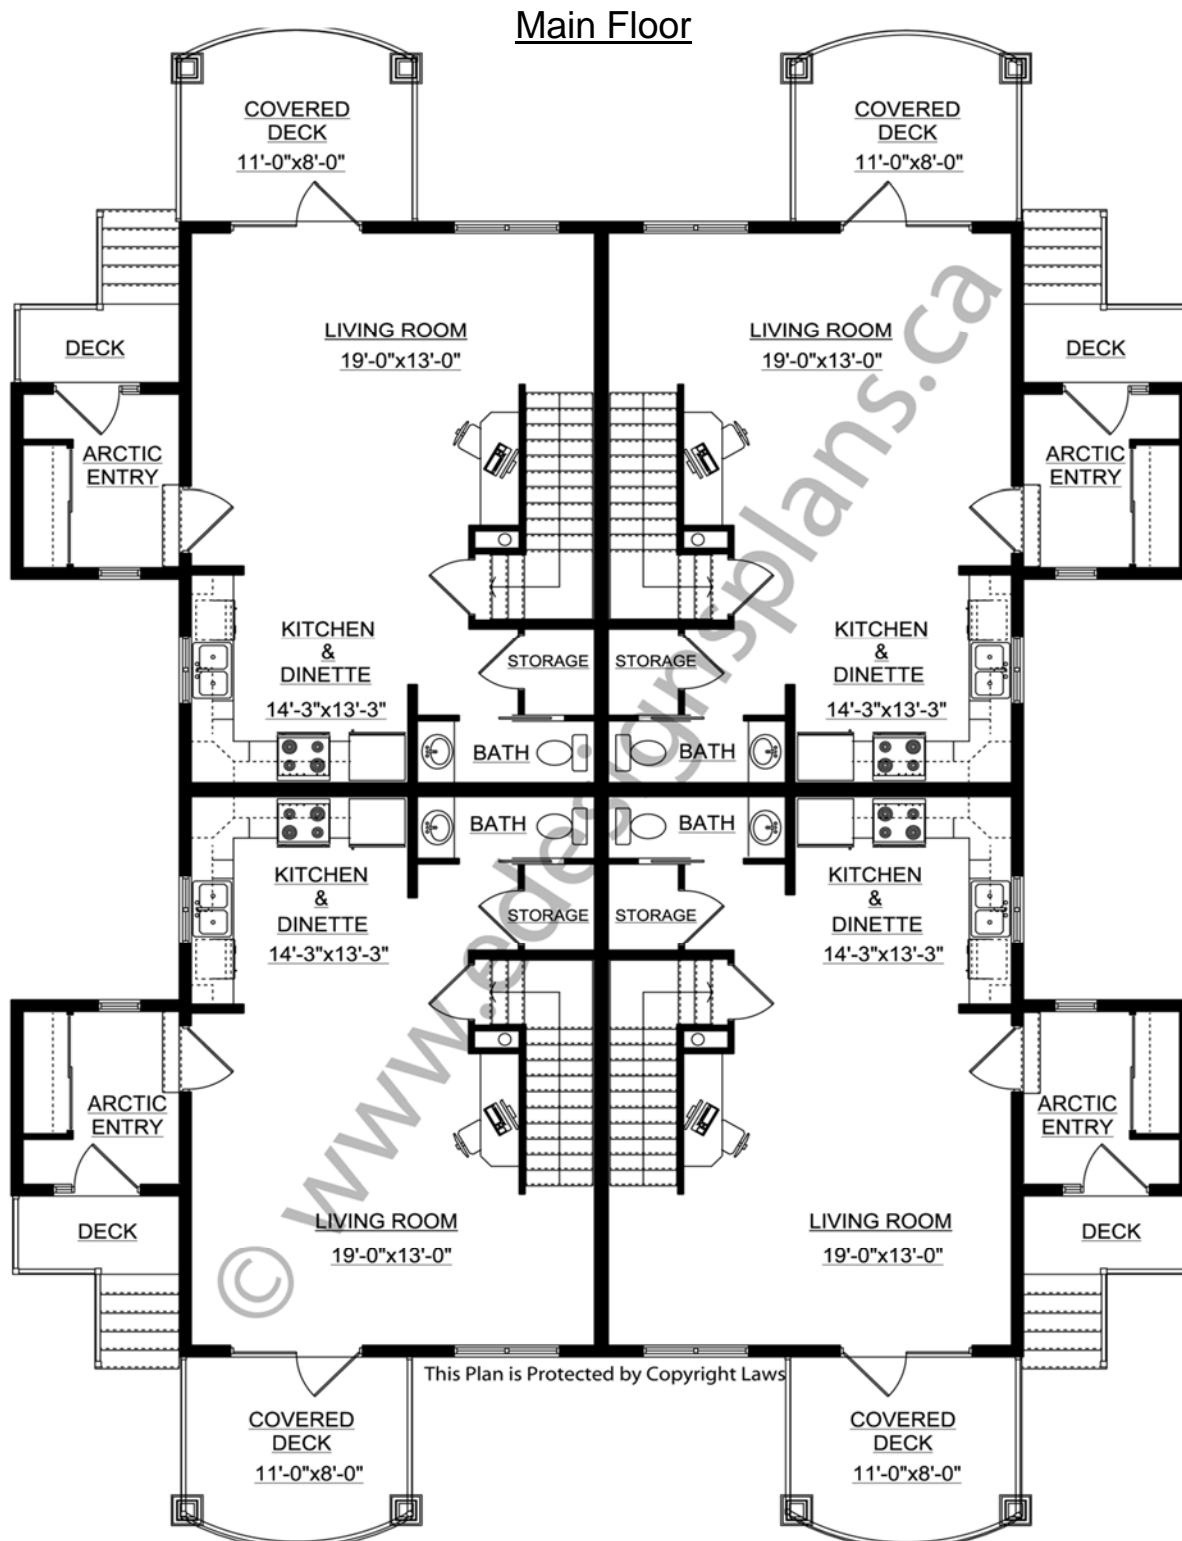 Main Floor
COVERED
DECK
11'-0"x8'-0"
COVERED
DECK
11'-0"x8'-0"
DECK
LIVING ROOM
19'-0"x13'-0"
LIVING ROOM
19'-0"x13'-0"
DECK
ARCTIC
ENTRY
ARCTIC
ENTRY
KITCHEN
&
DINETTE
14'-3"x13'-3"
STORAGE
STORAGE
KITCHEN
&
DINETTE
14'-3"x13'-3"
BATH
BATH
BATH
BATH
KITCHEN
&
DINETTE
14'-3"x13'-3"
STORAGE
STORAGE
KITCHEN
&
DINETTE
14'-3"x13'-3"
ARCTIC
ENTRY
ARCTIC
ENTRY
DECK
LIVING ROOM
19'-0"x13'-0"
LIVING ROOM
19'-0"x13'-0"
DECK
© www.edesignsplans.ca
This Plan is Protected by Copyright Laws
COVERED
DECK
11'-0"x8'-0"
COVERED
DECK
11'-0"x8'-0"